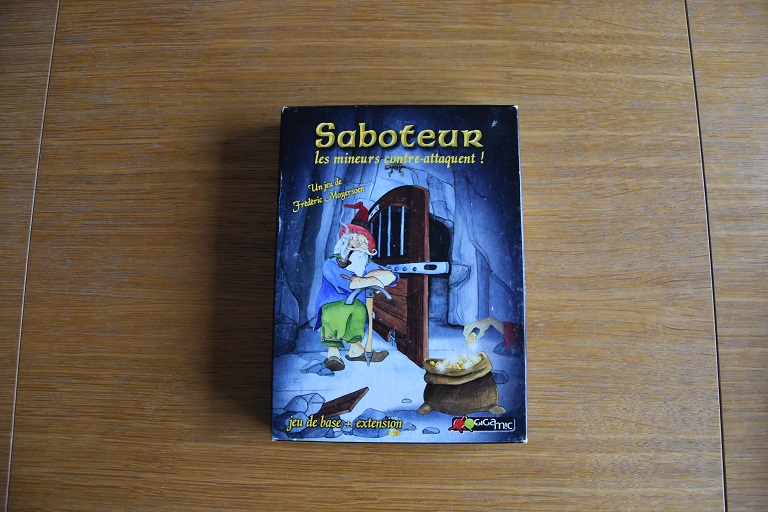 Saboteur
les mineurs contre-attaquent !
Un jeu de
Frédéric Moyersoen
jeu de base + extension
GIGAMIC